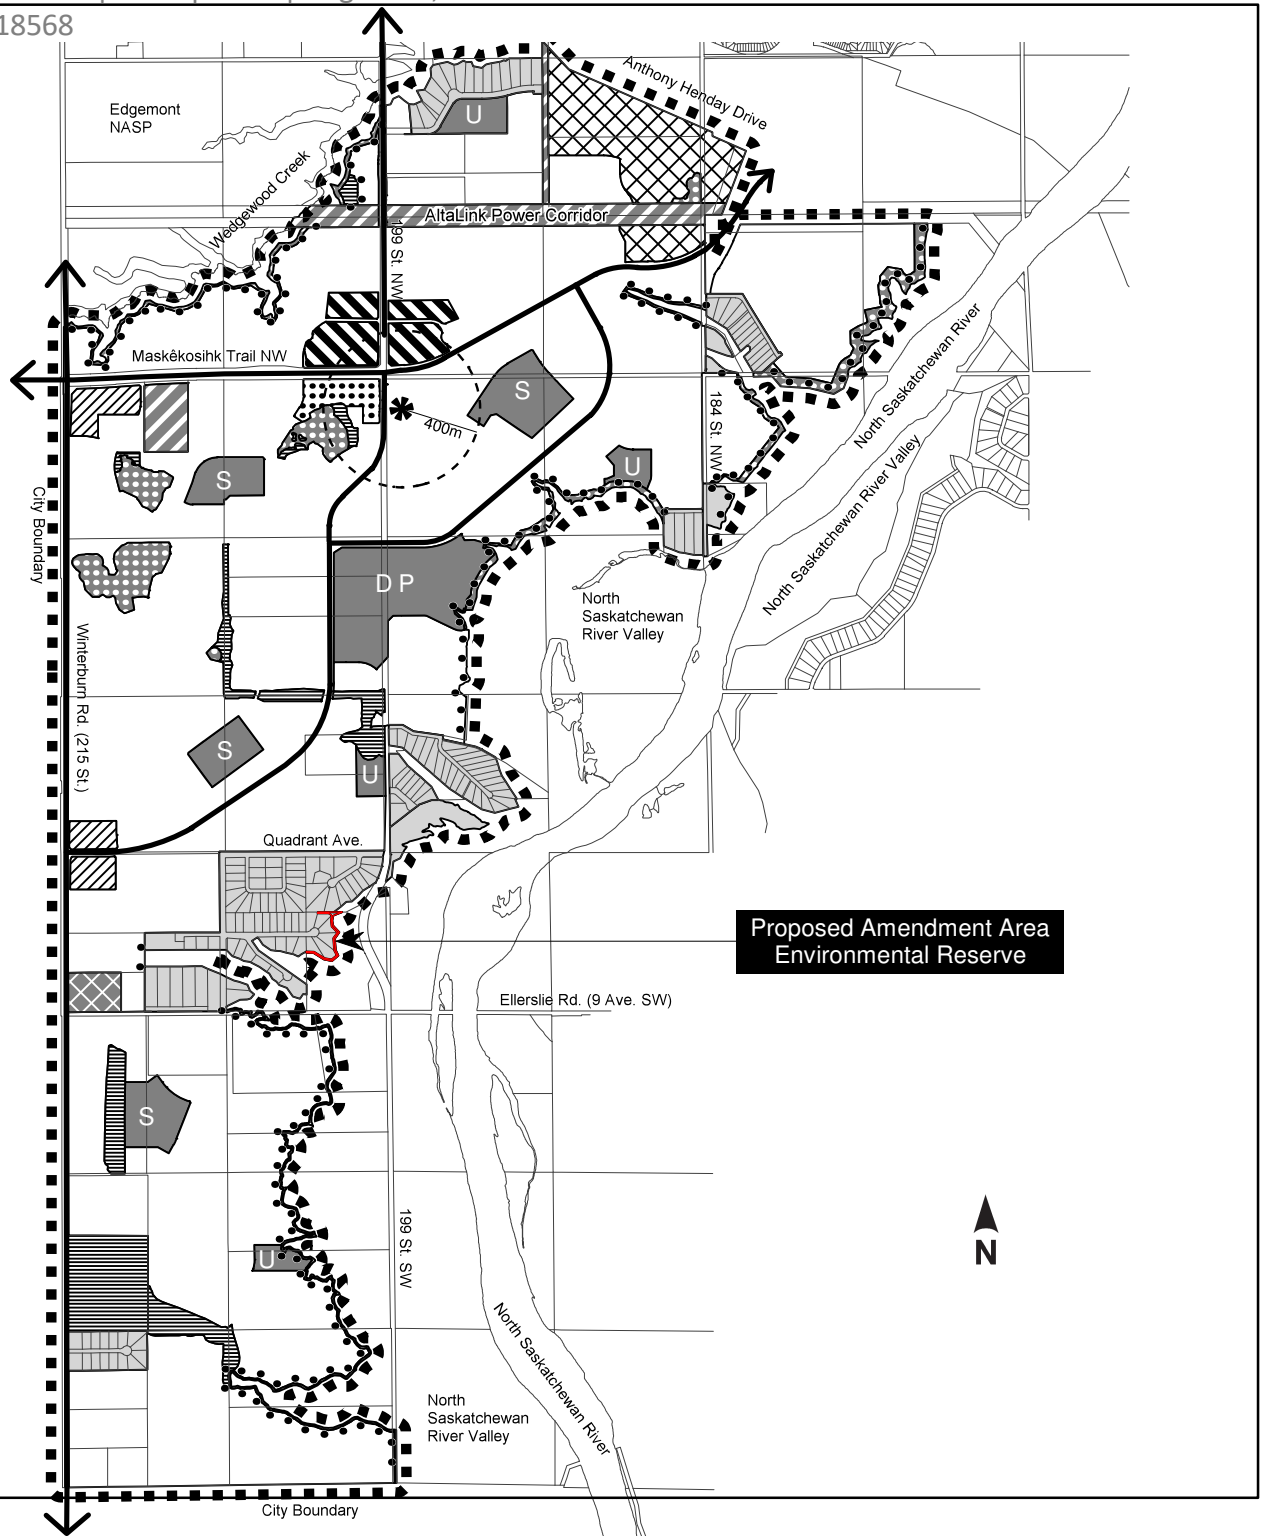 18568
Anthony Henday Drive
Edgemont
NASP
U
Wedgewood Creek
AltaLink Power Corridor
199 St. NW
Maskêkosihk Trail NW
S
400m
184 St. NW
North Saskatchewan River
North Saskatchewan River Valley
S
U
City Boundary
D P
North
Saskatchewan
River Valley
Winterburn Rd. (215 St.)
S
U
Quadrant Ave.
Proposed Amendment Area
Environmental Reserve
Ellerslie Rd. (9 Ave. SW)
S
199 St. SW
U
N
North Saskatchewan River
North
Saskatchewan
River Valley
City Boundary